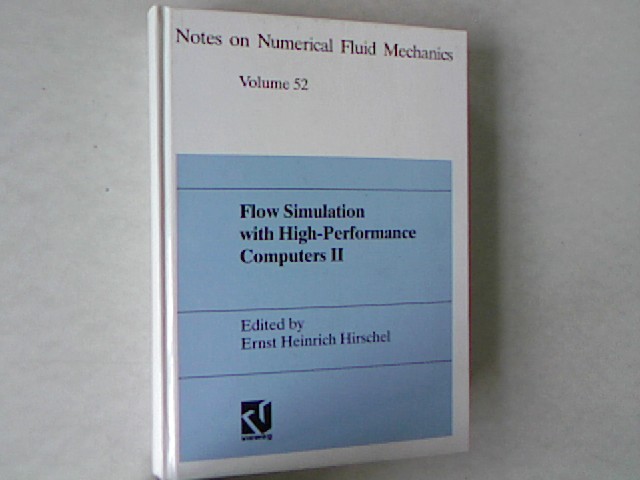 Notes on Numerical Fluid Mechanics
Volume 52
Flow Simulation
with High-Performance
Computers II
Edited by
Ernst Heinrich Hirschel
vieweg